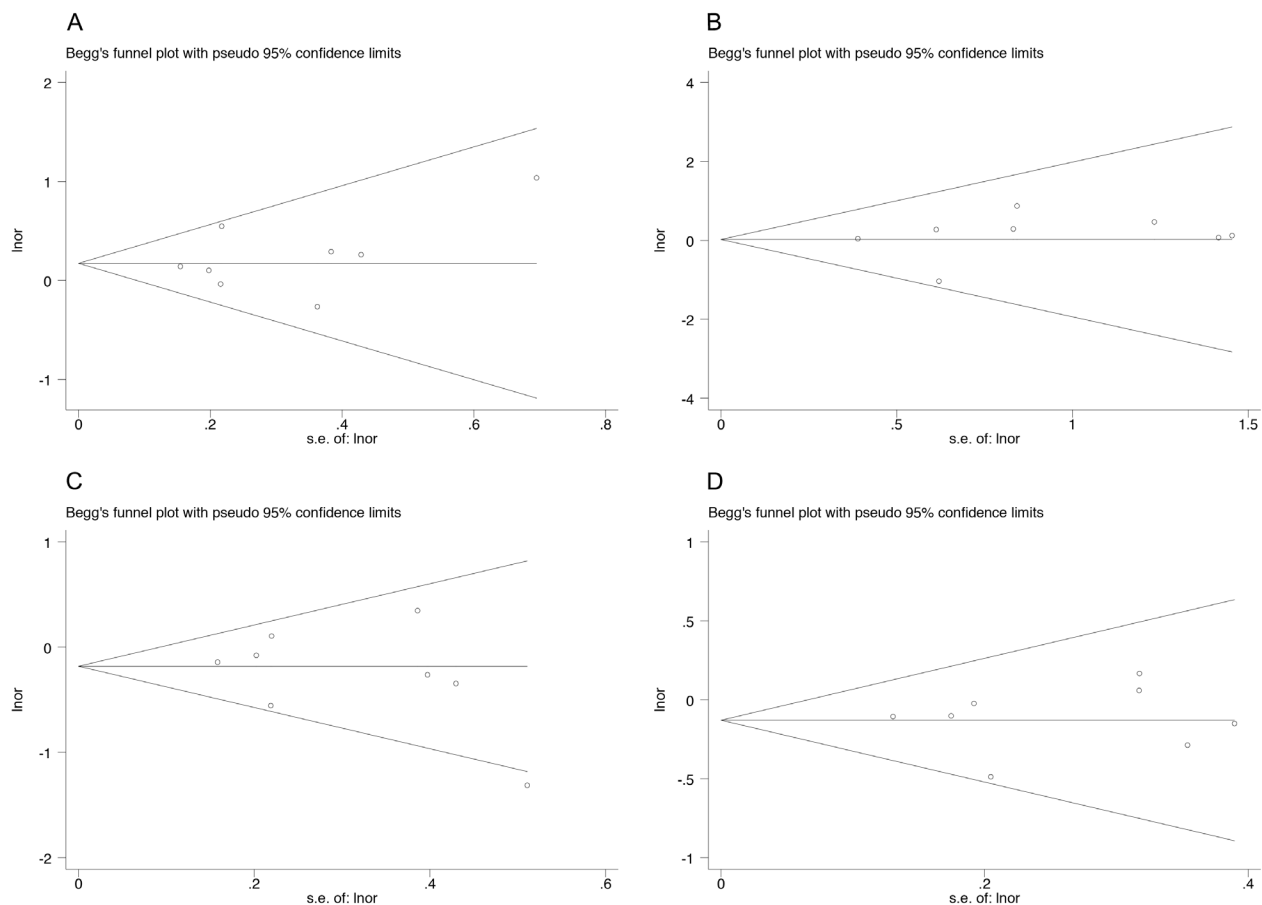 A
Begg's funnel plot with pseudo 95% confidence limits
2
1
0
-1
lnor
0
.2
.4
.6
.8
s.e. of: lnor
B
Begg's funnel plot with pseudo 95% confidence limits
4
2
0
-2
-4
lnor
0
.5
1
1.5
s.e. of: lnor
C
Begg's funnel plot with pseudo 95% confidence limits
1
0
-1
-2
lnor
0
.2
.4
.6
s.e. of: lnor
D
Begg's funnel plot with pseudo 95% confidence limits
1
.5
0
-.5
-1
lnor
0
.2
.4
s.e. of: lnor